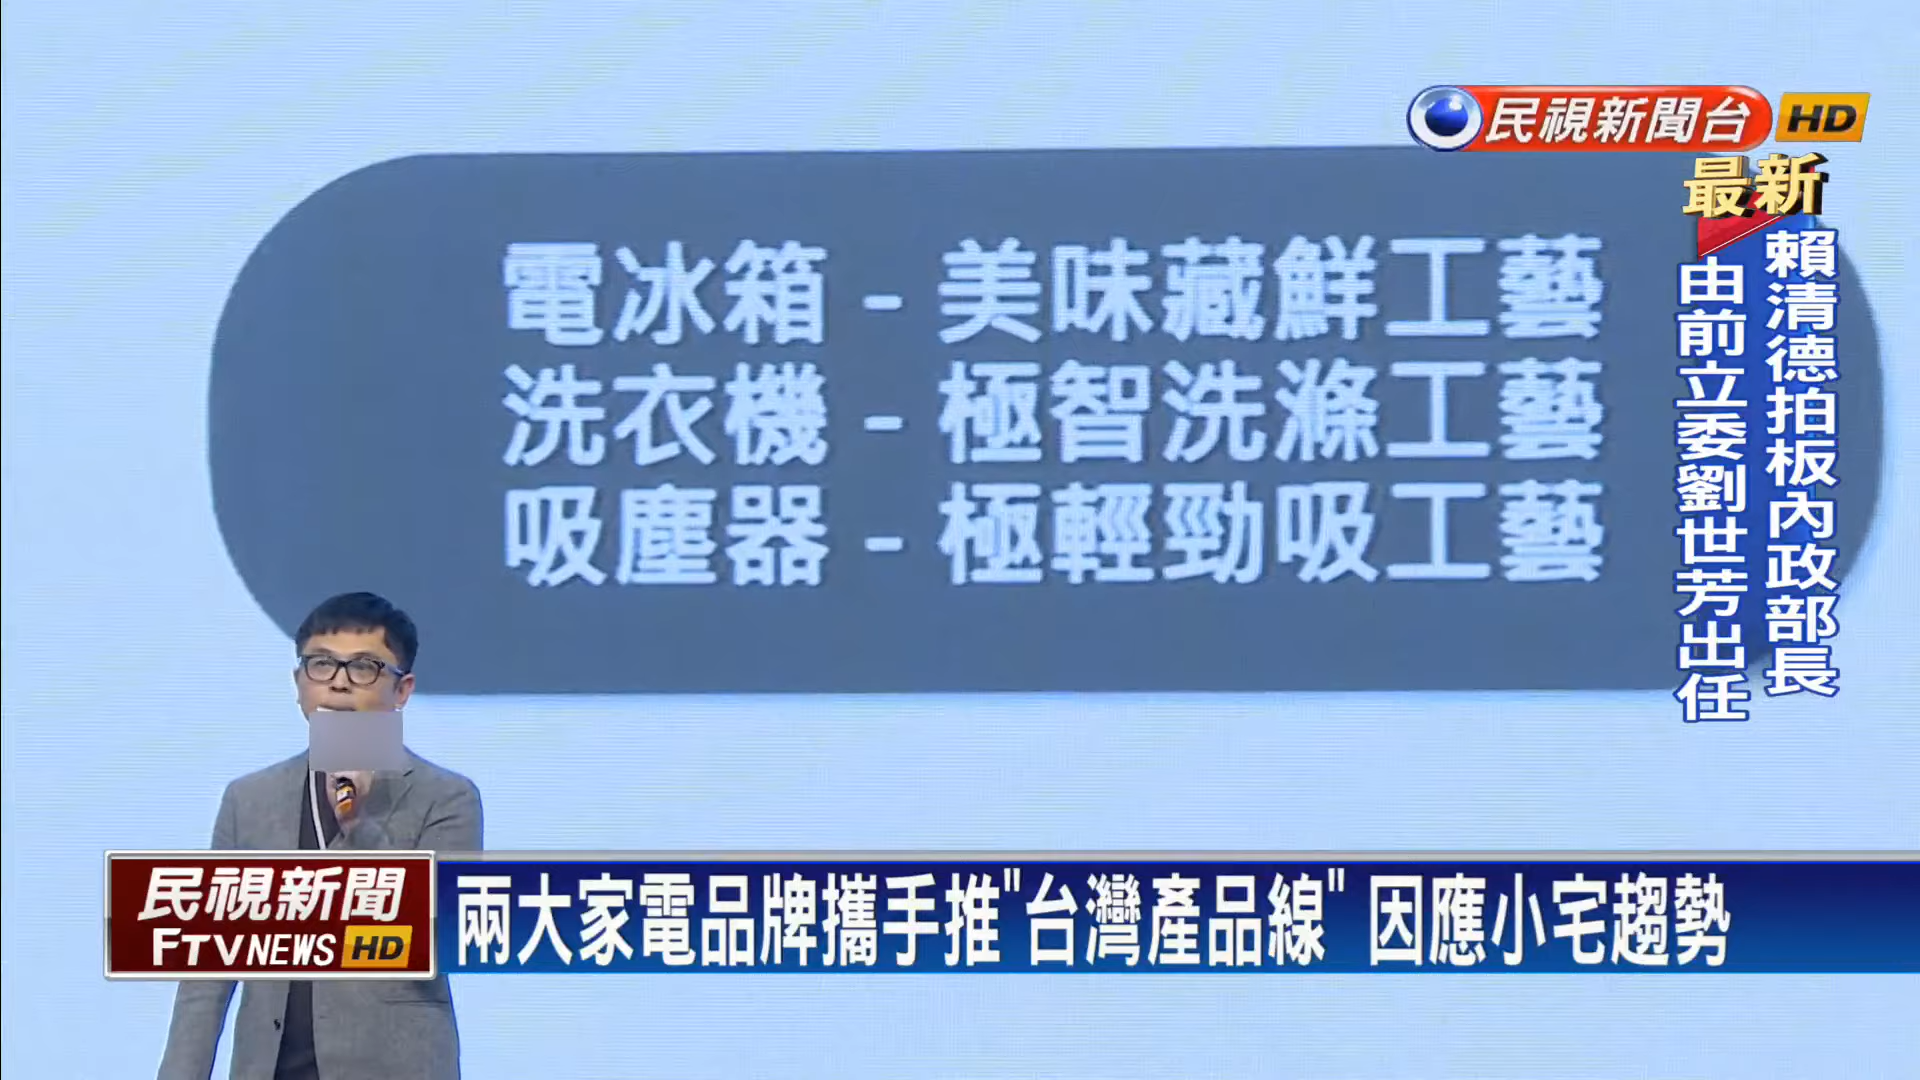 民視新聞台 HD
最新
賴清德拍板內政部長
由前立委劉世芳出任
電冰箱 - 美味藏鮮工藝
洗衣機 - 極智洗滌工藝
吸塵器 - 極輕勁吸工藝
民視新聞
FTVNEWS HD
兩大家電品牌攜手推"台灣產品線" 因應小宅趨勢